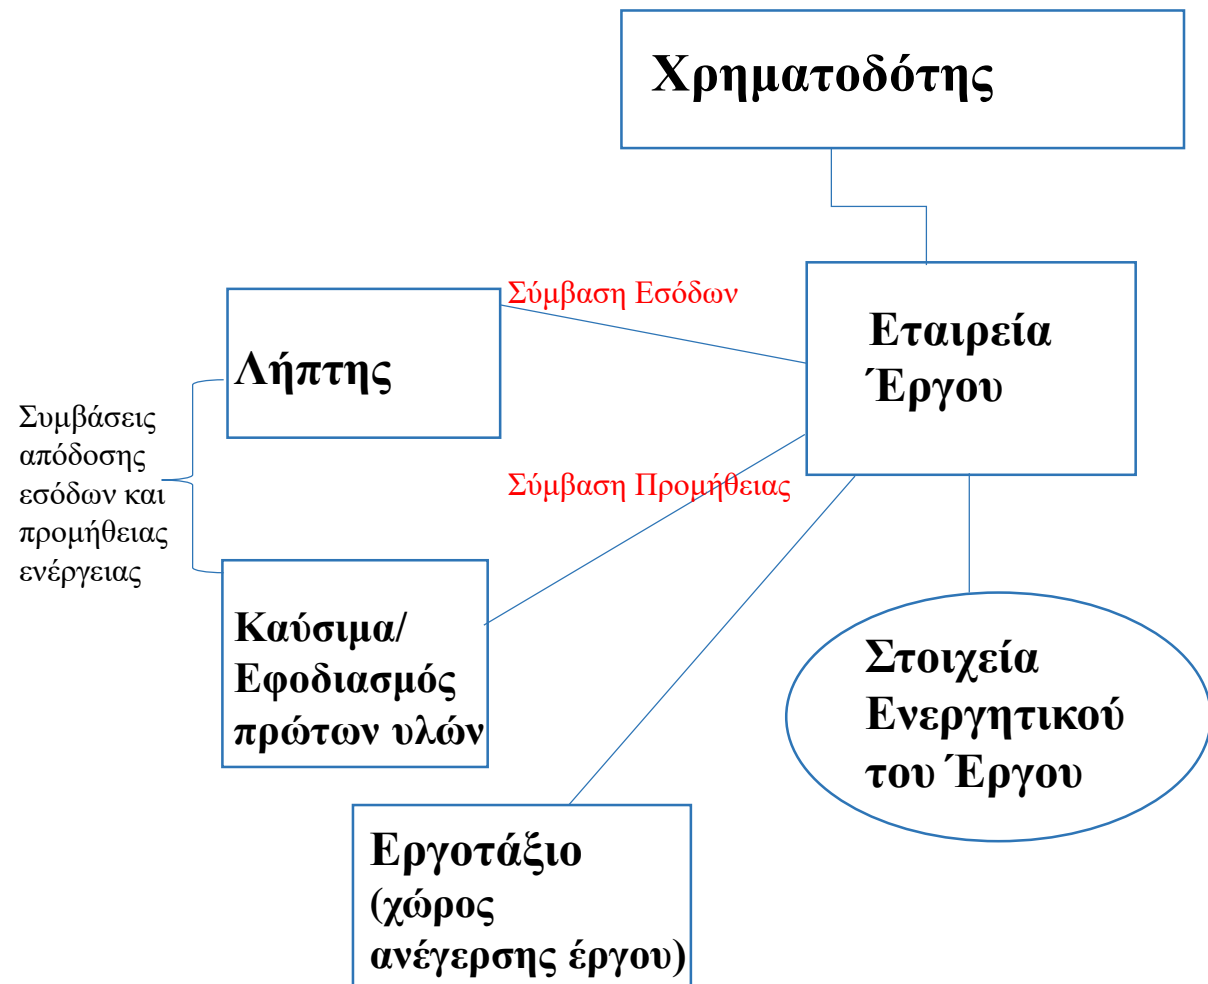 Χρηματοδότης
Σύμβαση Εσόδων
Εταιρεία
Έργου
Λήπτης
Συμβάσεις
απόδοσης
εσόδων και
προμήθειας
ενέργειας
Σύμβαση Προμήθειας
Καύσιμα/
Εφοδιασμός
πρώτων υλών
Στοιχεία
Ενεργητικού
του Έργου
Εργοτάξιο
(χώρος
ανέγερσης έργου)